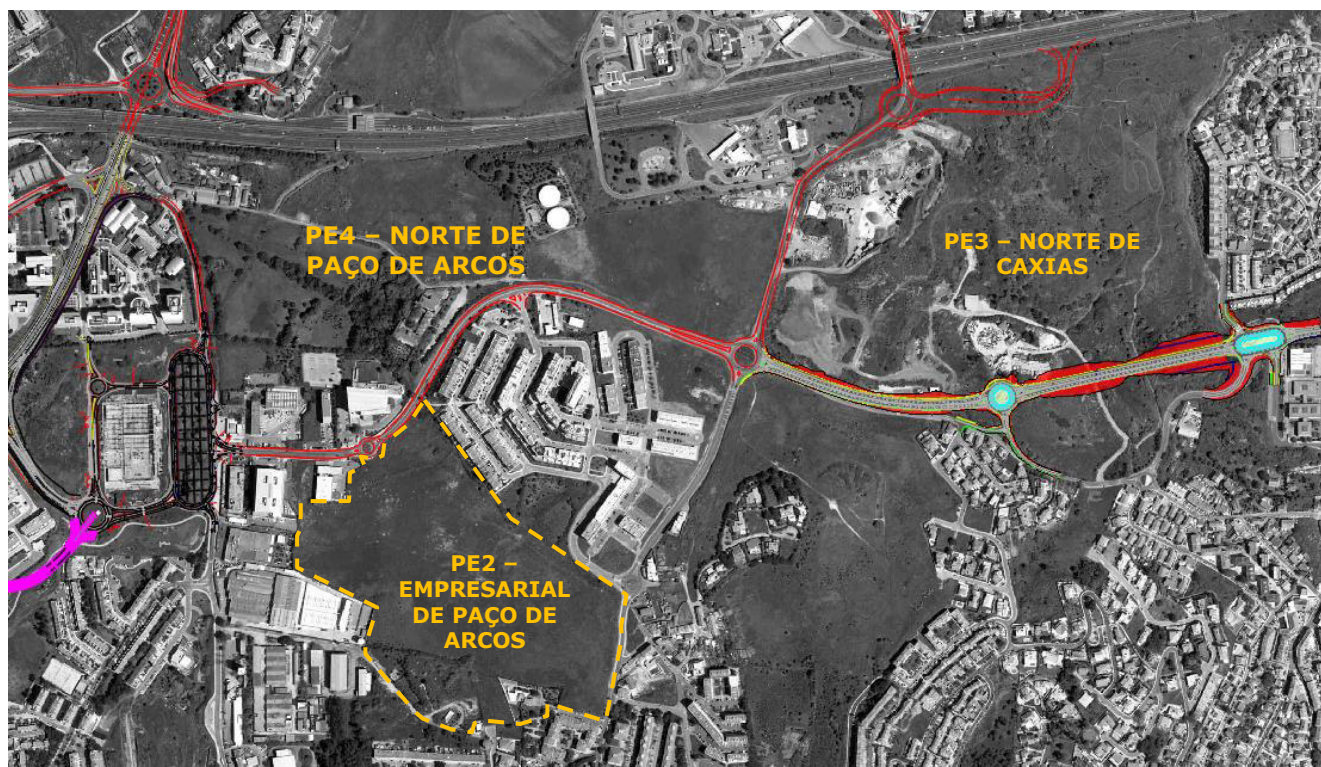 PE4 – NORTE DE
PAÇO DE ARCOS
PE3 – NORTE DE
CAXIAS
PE2 –
EMPRESARIAL
DE PAÇO DE
ARCOS